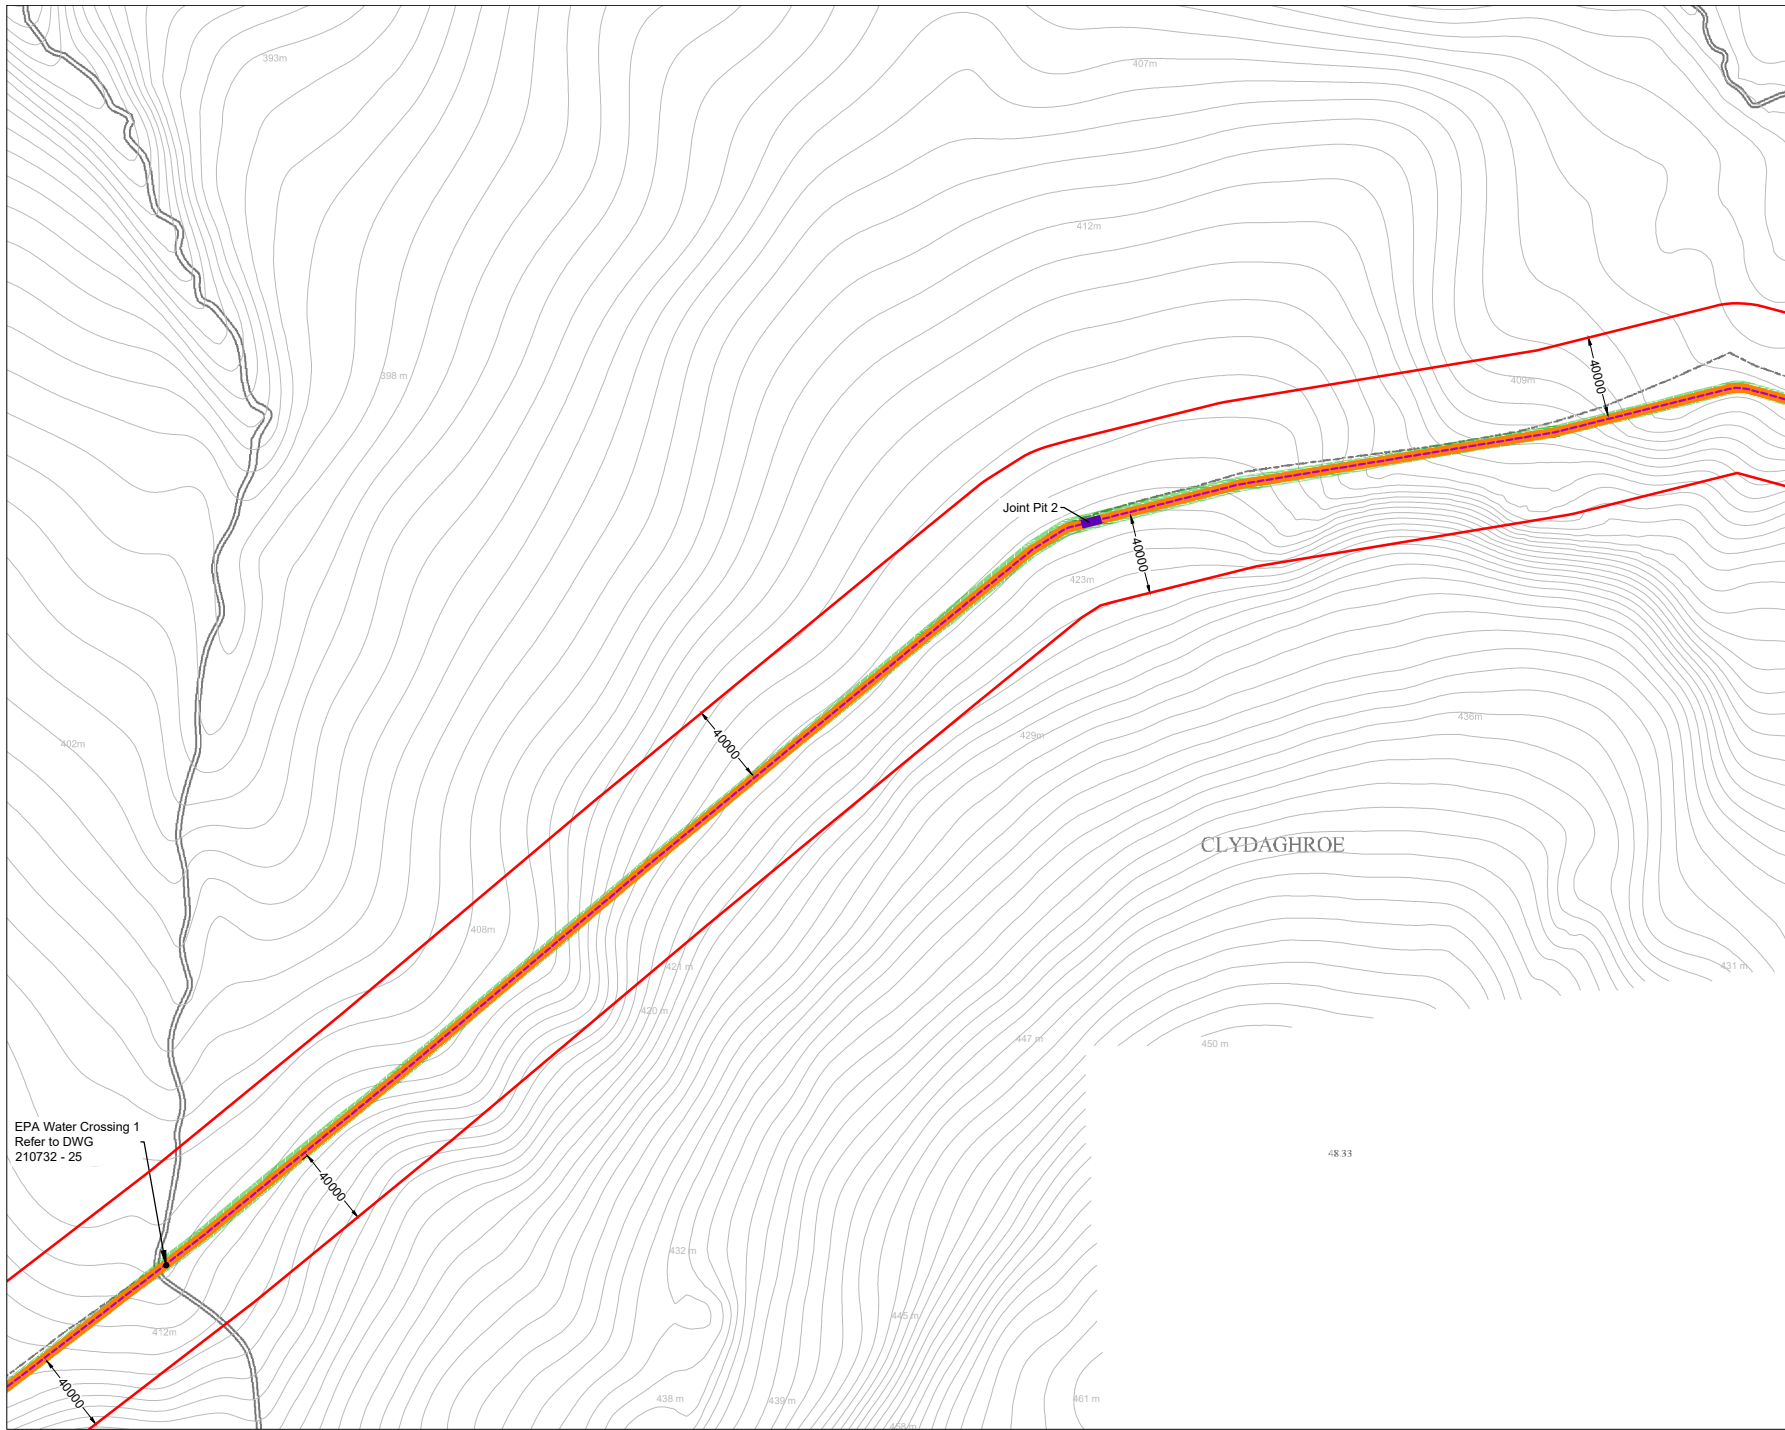 393m
407m
412m
398 m
409m
40000
Joint Pit 2
40000
423m
436m
429m
402m
40000
CLYDAGHROE
408m
421 m
431 m
420 m
447 m
450 m
EPA Water Crossing 1
Refer to DWG
210732 - 25
40000
432 m
412m
445 m
40000
438 m
439 m
461 m
458 m